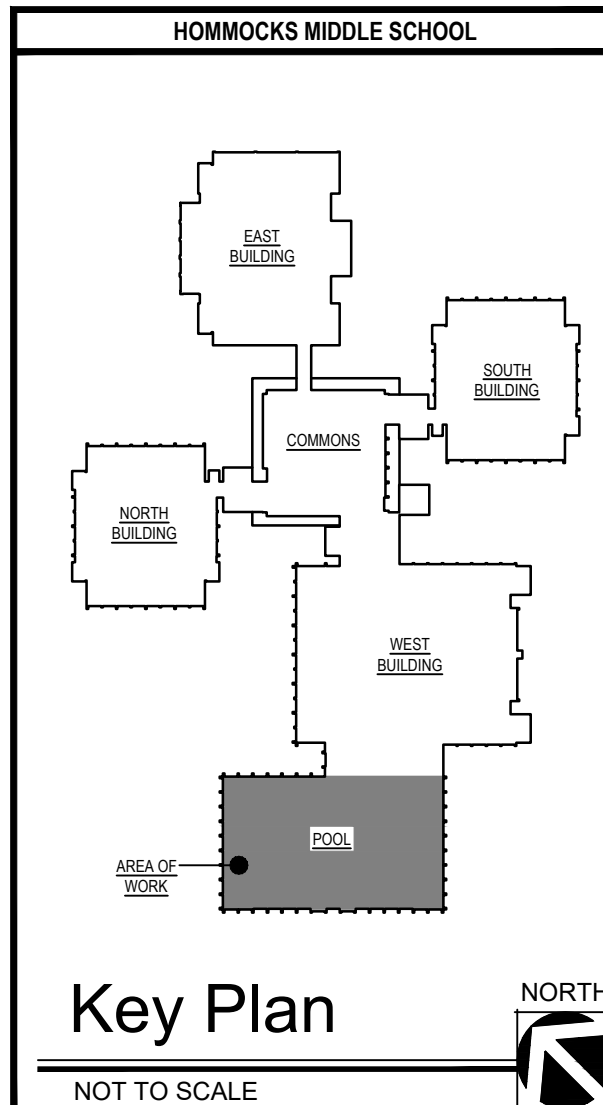 HOMMOCKS MIDDLE SCHOOL
EAST
BUILDING
SOUTH
BUILDING
COMMONS
NORTH
BUILDING
WEST
BUILDING
POOL
AREA OF
WORK
Key Plan
NORTH
NOT TO SCALE